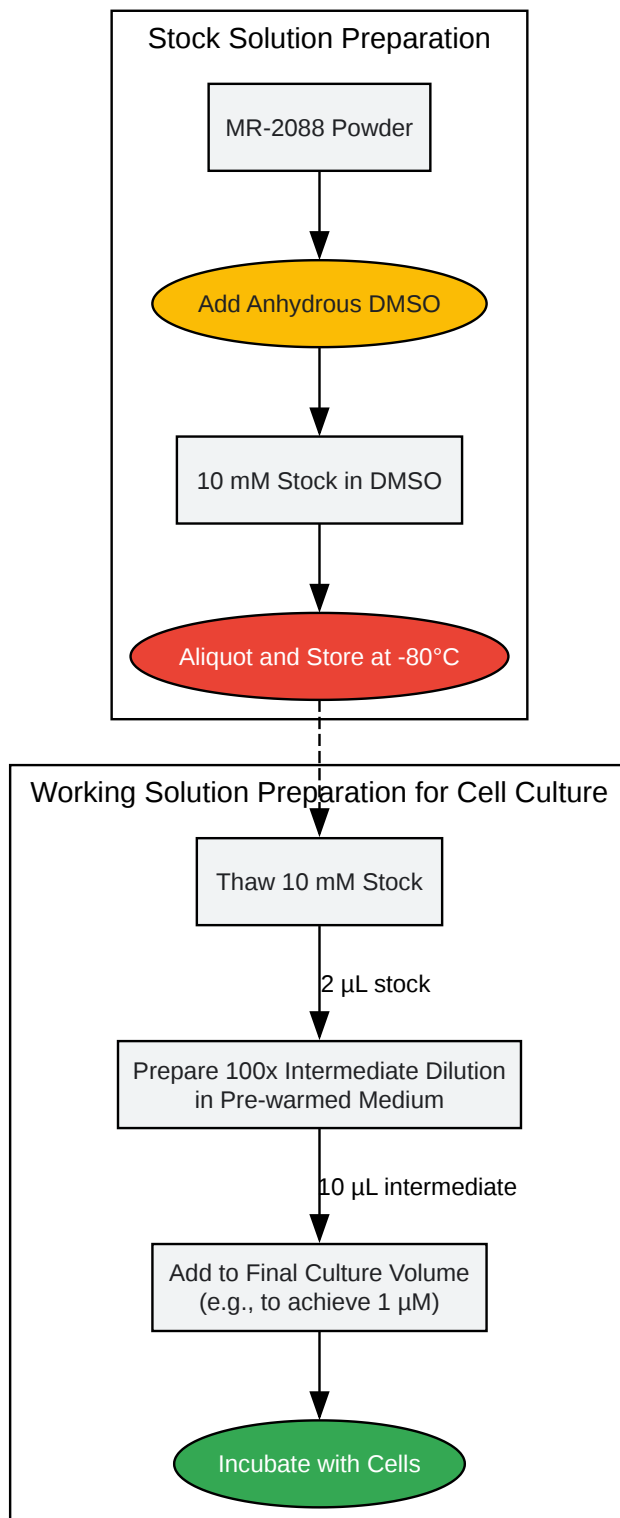 Stock Solution Preparation
MR-2088 Powder
Add Anhydrous DMSO
10 mM Stock in DMSO
Aliquot and Store at -80°C
Working Solution Preparation for Cell Culture
Thaw 10 mM Stock
2 µL stock
Prepare 100x Intermediate Dilution
in Pre-warmed Medium
10 µL intermediate
Add to Final Culture Volume
(e.g., to achieve 1 µM)
Incubate with Cells